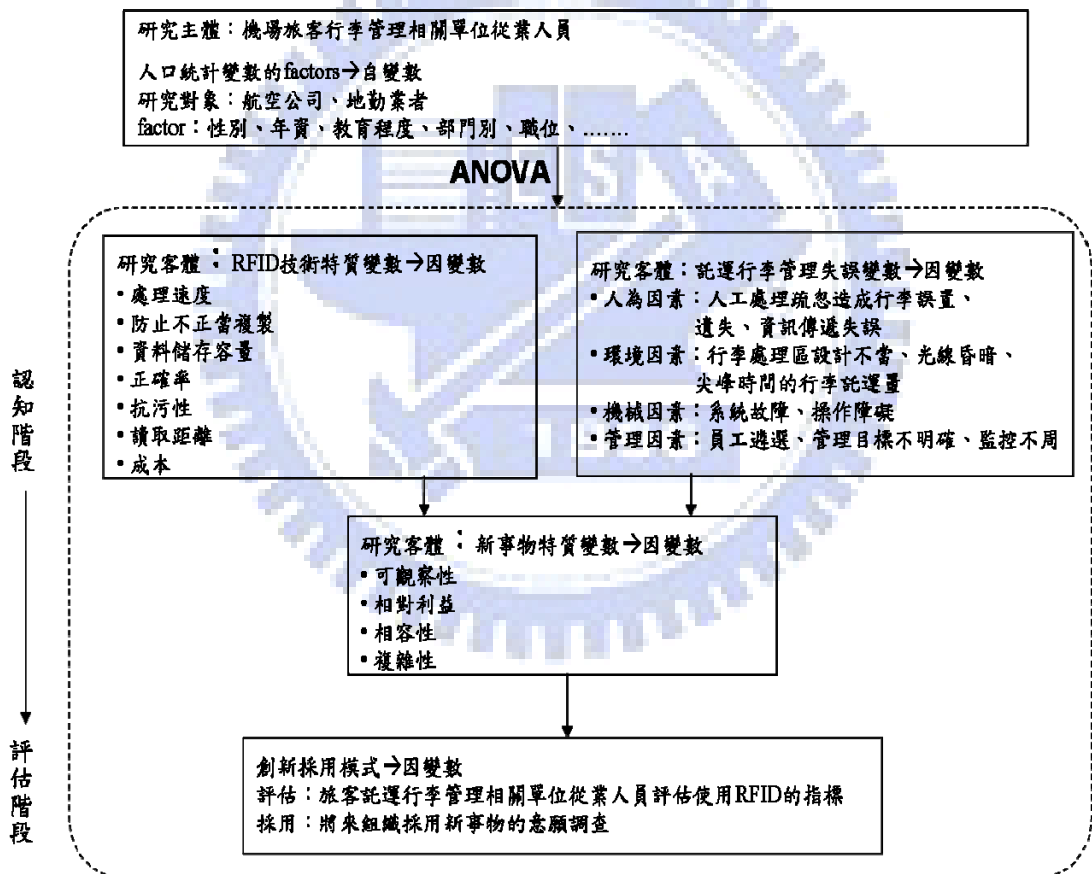 研究主體：機場旅客行李管理相關單位從業人員
人口統計變數的factors→自變數
研究對象：航空公司、地勤業者
factor：性別、年資、教育程度、部門別、職位、.......
ANOVA
研究客體：RFID技術特質變數→因變數
• 處理速度
• 防止不正當複製
• 資料儲存容量
• 正確率
• 抗污性
• 讀取距離
• 成本
研究客體：託運行李管理失誤變數→因變數
• 人為因素：人工處理疏忽造成行李誤置、
遺失、資訊傳遞失誤
• 環境因素：行李處理區設計不當、光線昏暗、
尖峰時間的行李託運量
• 機械因素：系統故障、操作障礙
• 管理因素：員工遴選、管理目標不明確、監控不周
認知階段
研究客體：新事物特質變數→因變數
• 可觀察性
• 相對利益
• 相容性
• 複雜性
評估階段
創新採用模式→因變數
評估：旅客託運行李管理相關單位從業人員評估使用RFID的指標
採用：將來組織採用新事物的意願調查